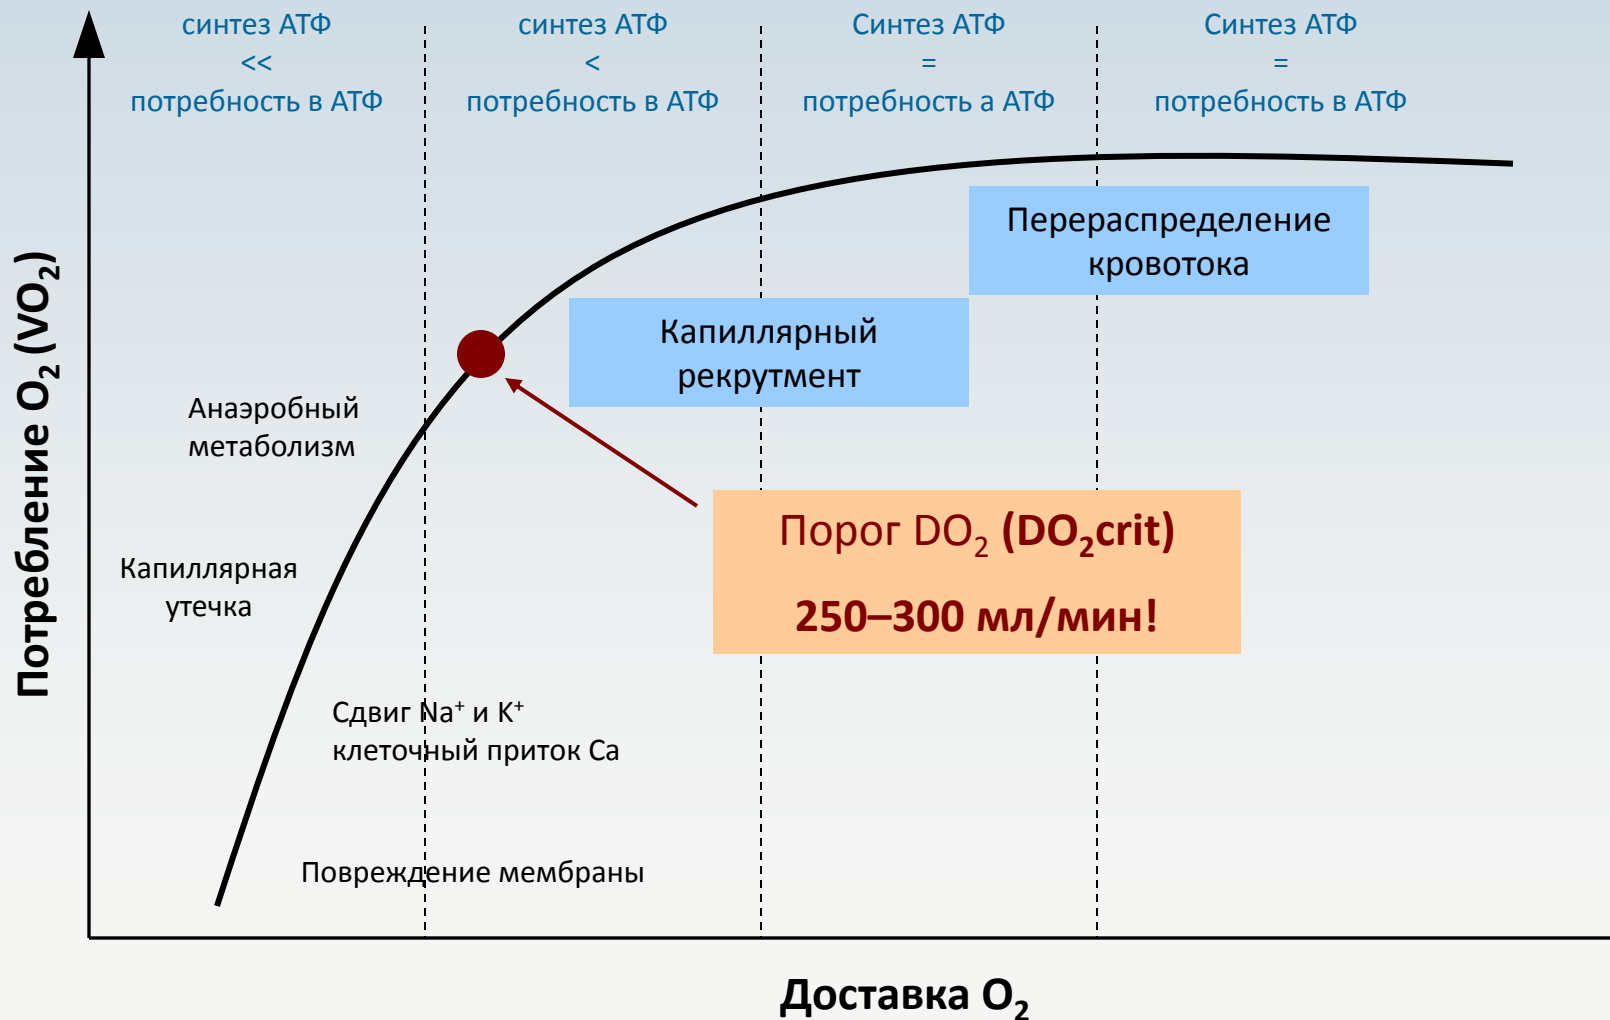 синтез АТФ
<<
потребность в АТФ
синтез АТФ
<
потребность в АТФ
Синтез АТФ
=
потребность а АТФ
Синтез АТФ
=
потребность в АТФ
Перераспределение
кровотока
Капиллярный
рекрутмент
Анаэробный
метаболизм
Порог DO₂ (DO₂crit)
250–300 мл/мин!
Капиллярная
утечка
Сдвиг Na⁺ и K⁺
клеточный приток Ca
Повреждение мембраны
Потребление O₂ (VO₂)
Доставка O₂